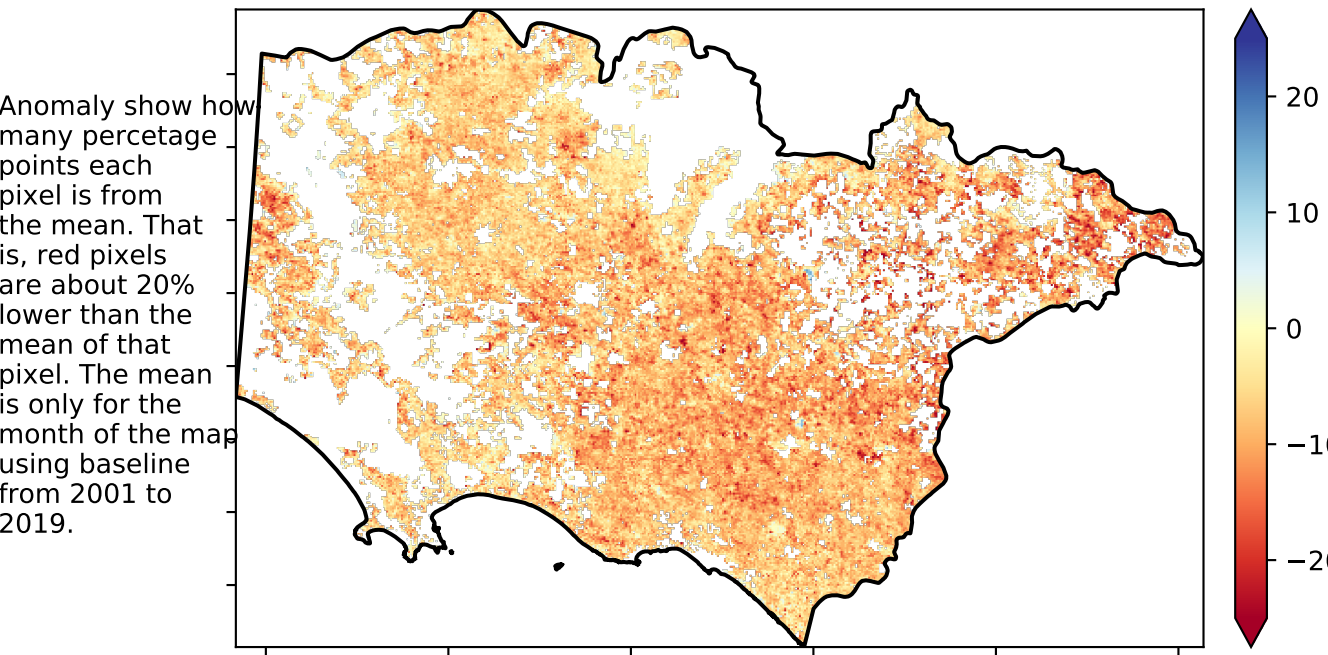 Anomaly show how
many percetage
points each
pixel is from
the mean. That
is, red pixels
are about 20%
lower than the
mean of that
pixel. The mean
is only for the
month of the map
using baseline
from 2001 to
2019.
20
10
0
−10
−20